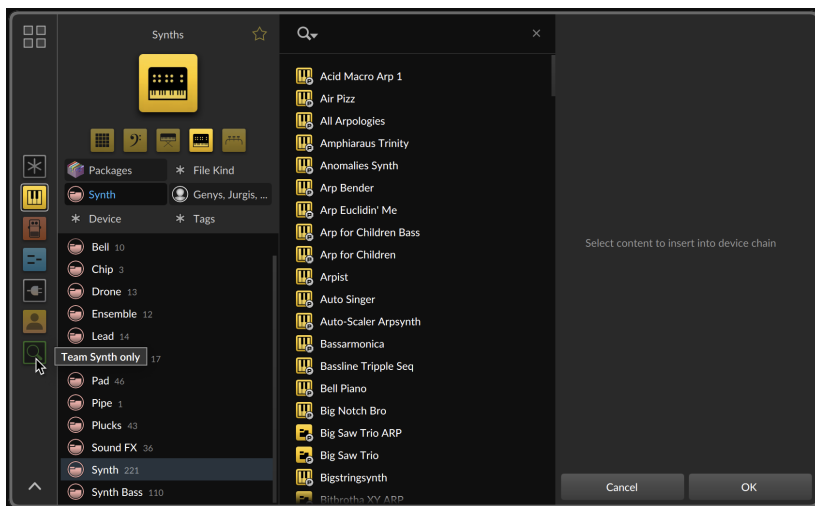 Synths
Packages
File Kind
Synth
Genys, Jurgis, ...
Device
Tags
Bell 10
Chip 3
Drone 13
Ensemble 12
Lead 14
Team Synth only
17
Pad 46
Pipe 1
Plucks 43
Sound FX 36
Synth 221
Synth Bass 110
Acid Macro Arp 1
Air Pizz
All Arpologies
Amphiaraus Trinity
Anomalies Synth
Arp Bender
Arp Euclidin' Me
Arp for Children Bass
Arp for Children
Arpist
Auto Singer
Auto-Scaler Arpsynth
Bassarmonica
Bassline Tripple Seq
Bell Piano
Big Notch Bro
Big Saw Trio ARP
Big Saw Trio
Bigstringsynth
Bithrotha XY ARP
Select content to insert into device chain
Cancel
OK